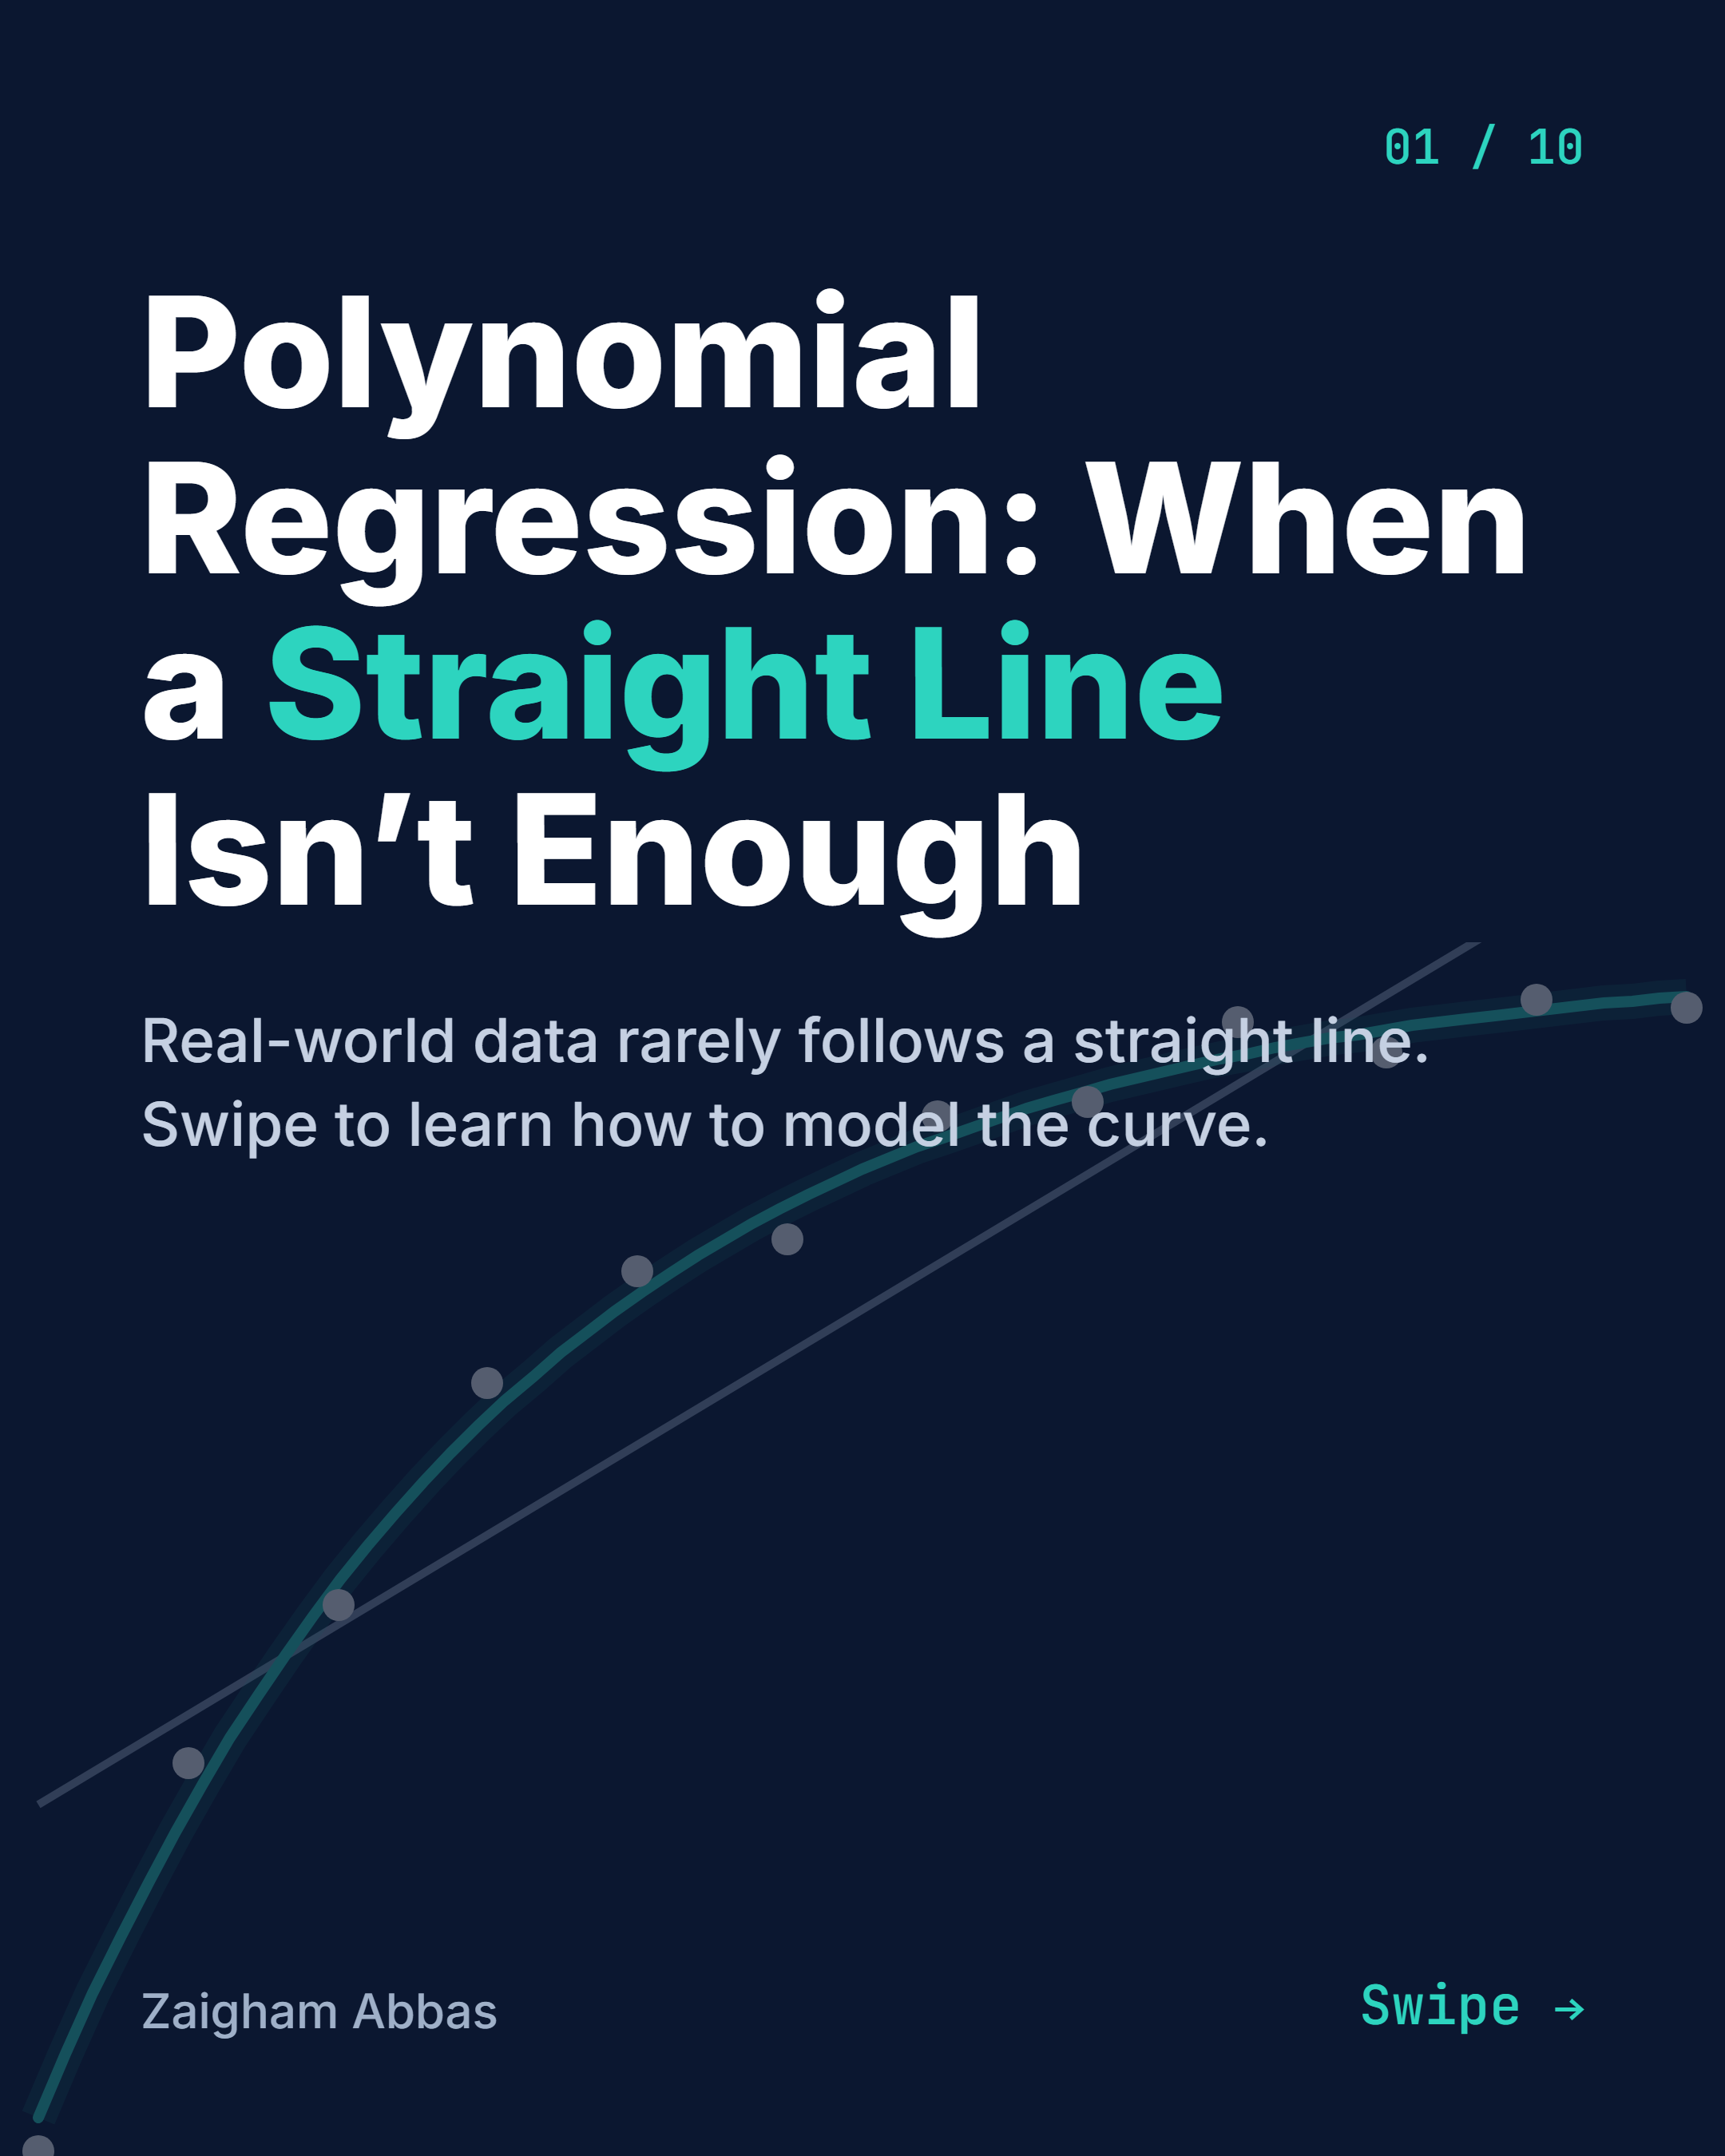 01 / 10
Polynomial
Regression: When
a Straight Line
Isn’t Enough
Real-world data rarely follows a straight line.
Swipe to learn how to model the curve.
Zaigham Abbas
Swipe →